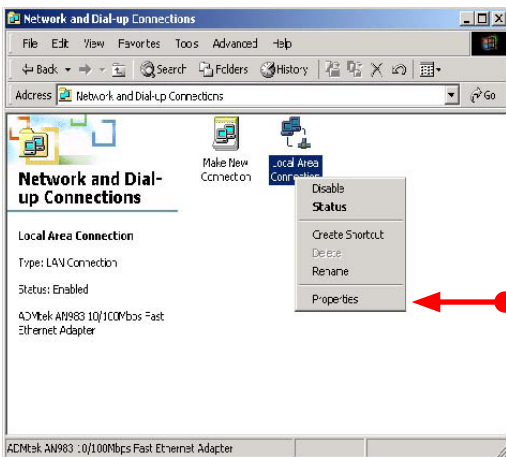 Network and Dial-up Connections
File Edit View Favorites Tools Advanced Help
Back Search Folders History
Address Network and Dial-up Connections Go
Make New Connection
Local Area Connection
Network and Dial-
up Connections
Disable
Status
Local Area Connection
Create Shortcut
Type: LAN Connection
Delete
Rename
Status: Enabled
Properties
ADMtek AN983 10/100Mbps Fast
Ethernet Adapter
ADMtek AN983 10/100Mbps Fast Ethernet Adapter